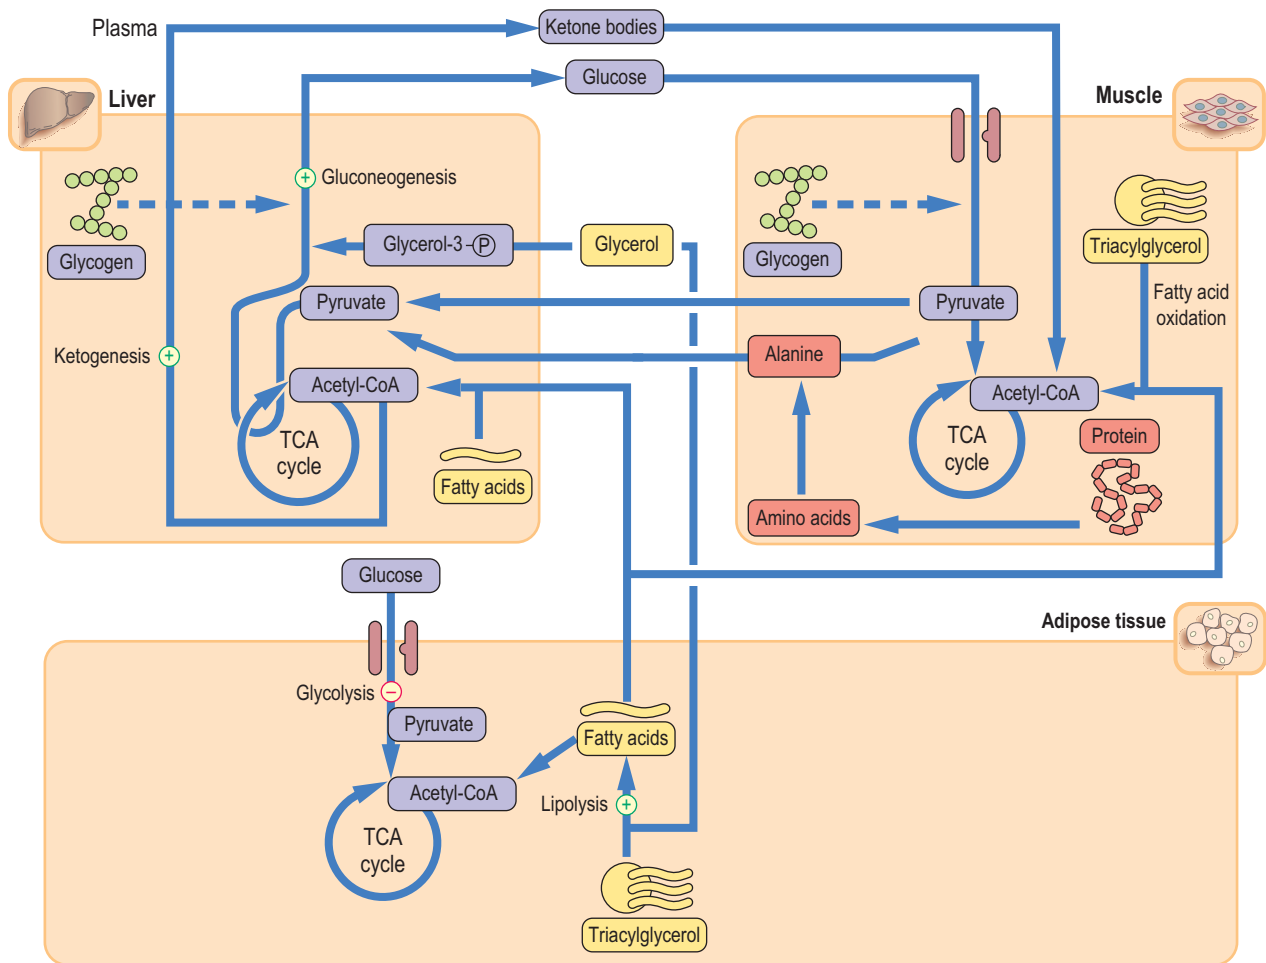 Plasma
Ketone bodies
Glucose
Liver
Muscle
Gluconeogenesis
Glycogen
Glycerol-3-P
Glycerol
Glycogen
Triacylglycerol
Fatty acid
oxidation
Pyruvate
Pyruvate
Ketogenesis
Alanine
Acetyl-CoA
Acetyl-CoA
TCA
cycle
Fatty acids
TCA
cycle
Protein
Amino acids
Glucose
Adipose tissue
Glycolysis
Pyruvate
Fatty acids
Acetyl-CoA
Lipolysis
TCA
cycle
Triacylglycerol